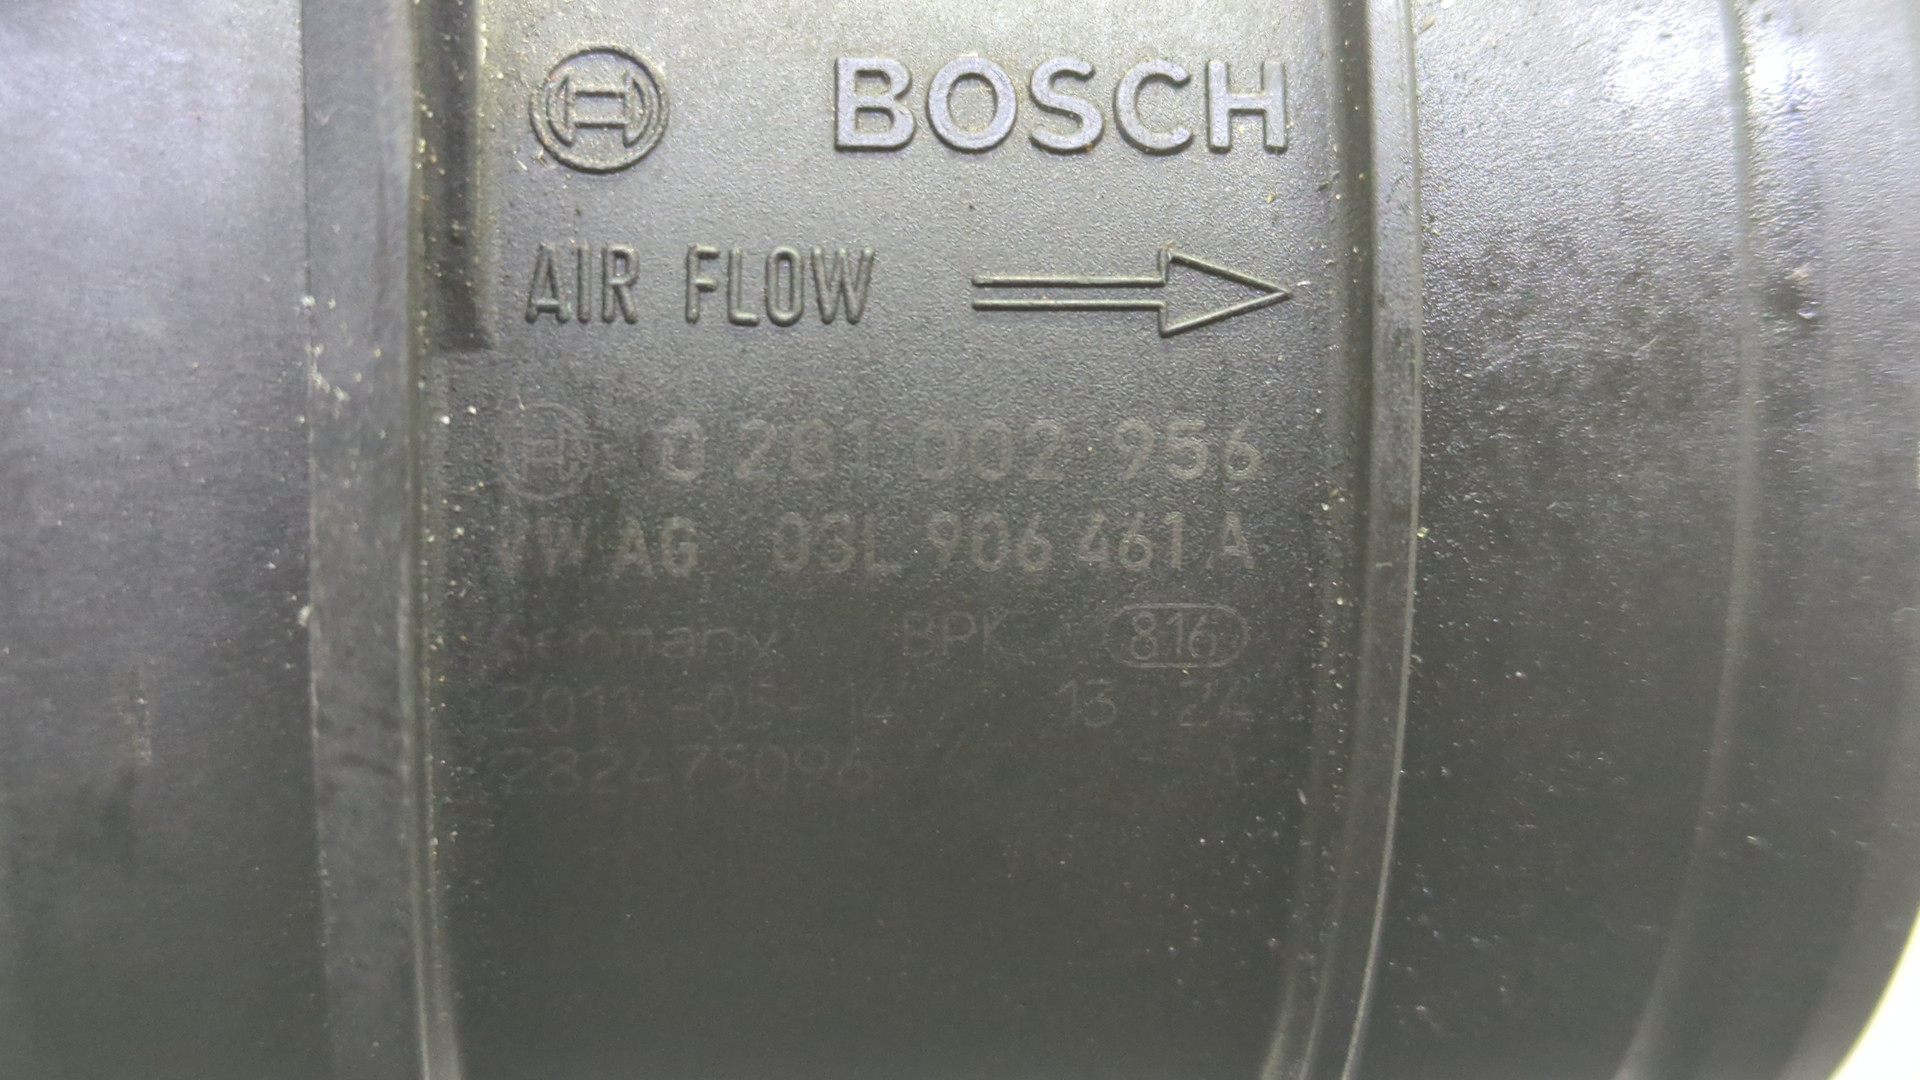 BOSCH
AIR FLOW
0 281 002 956
VW AG 03L 906 461 A
Germany BPK 816
2011-05-14 13 24